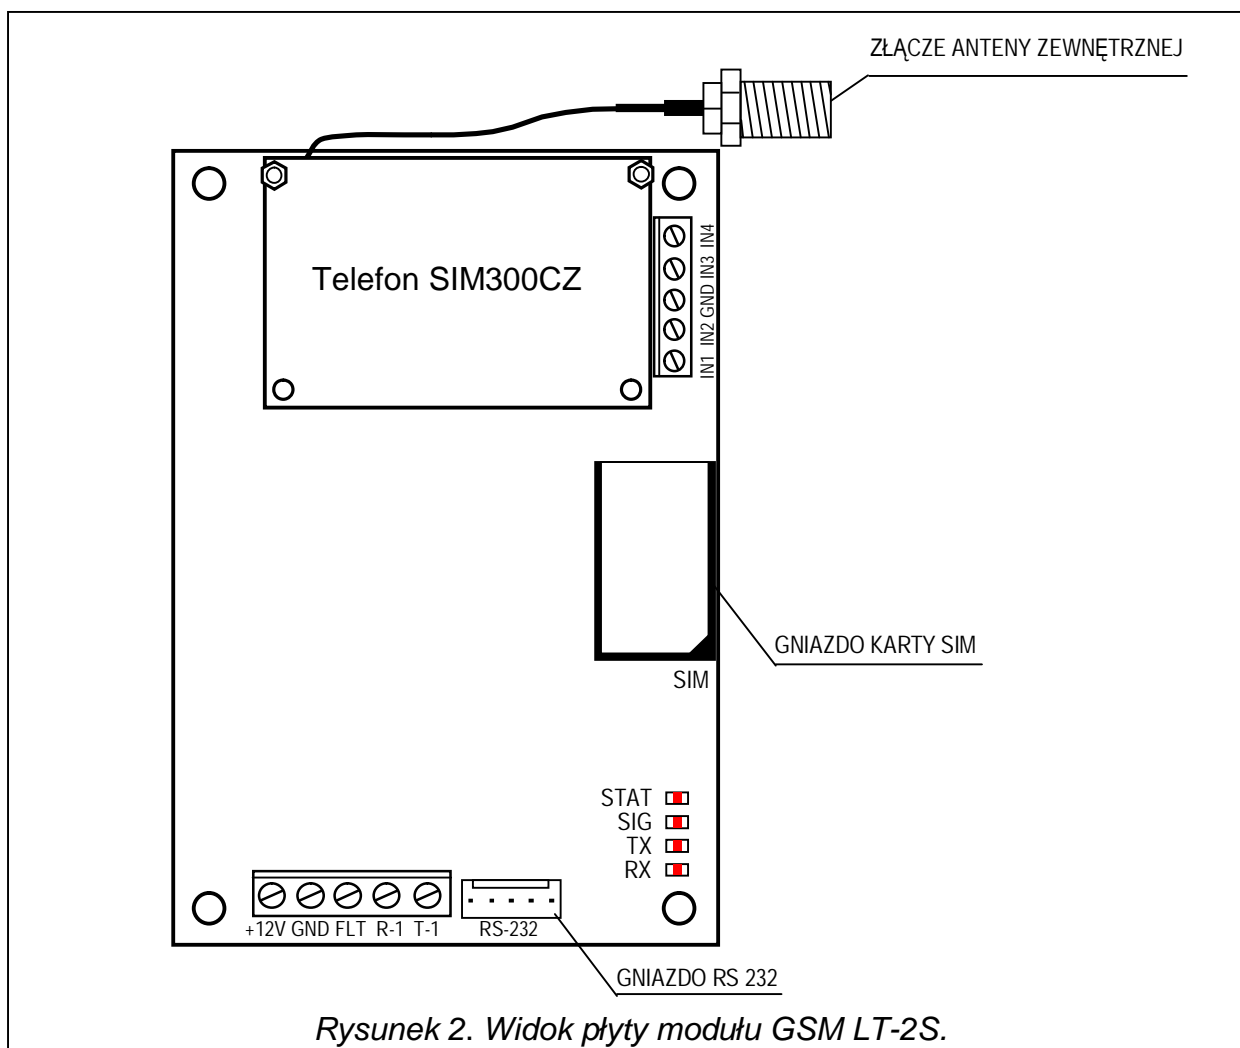 ZŁĄCZE ANTENY ZEWNĘTRZNEJ
Telefon SIM300CZ
IN1 IN2 GND IN3 IN4
GNIAZDO KARTY SIM
SIM
STAT
SIG
TX
RX
+12V GND FLT R-1 T-1
RS-232
GNIAZDO RS 232
Rysunek 2. Widok płyty modułu GSM LT-2S.